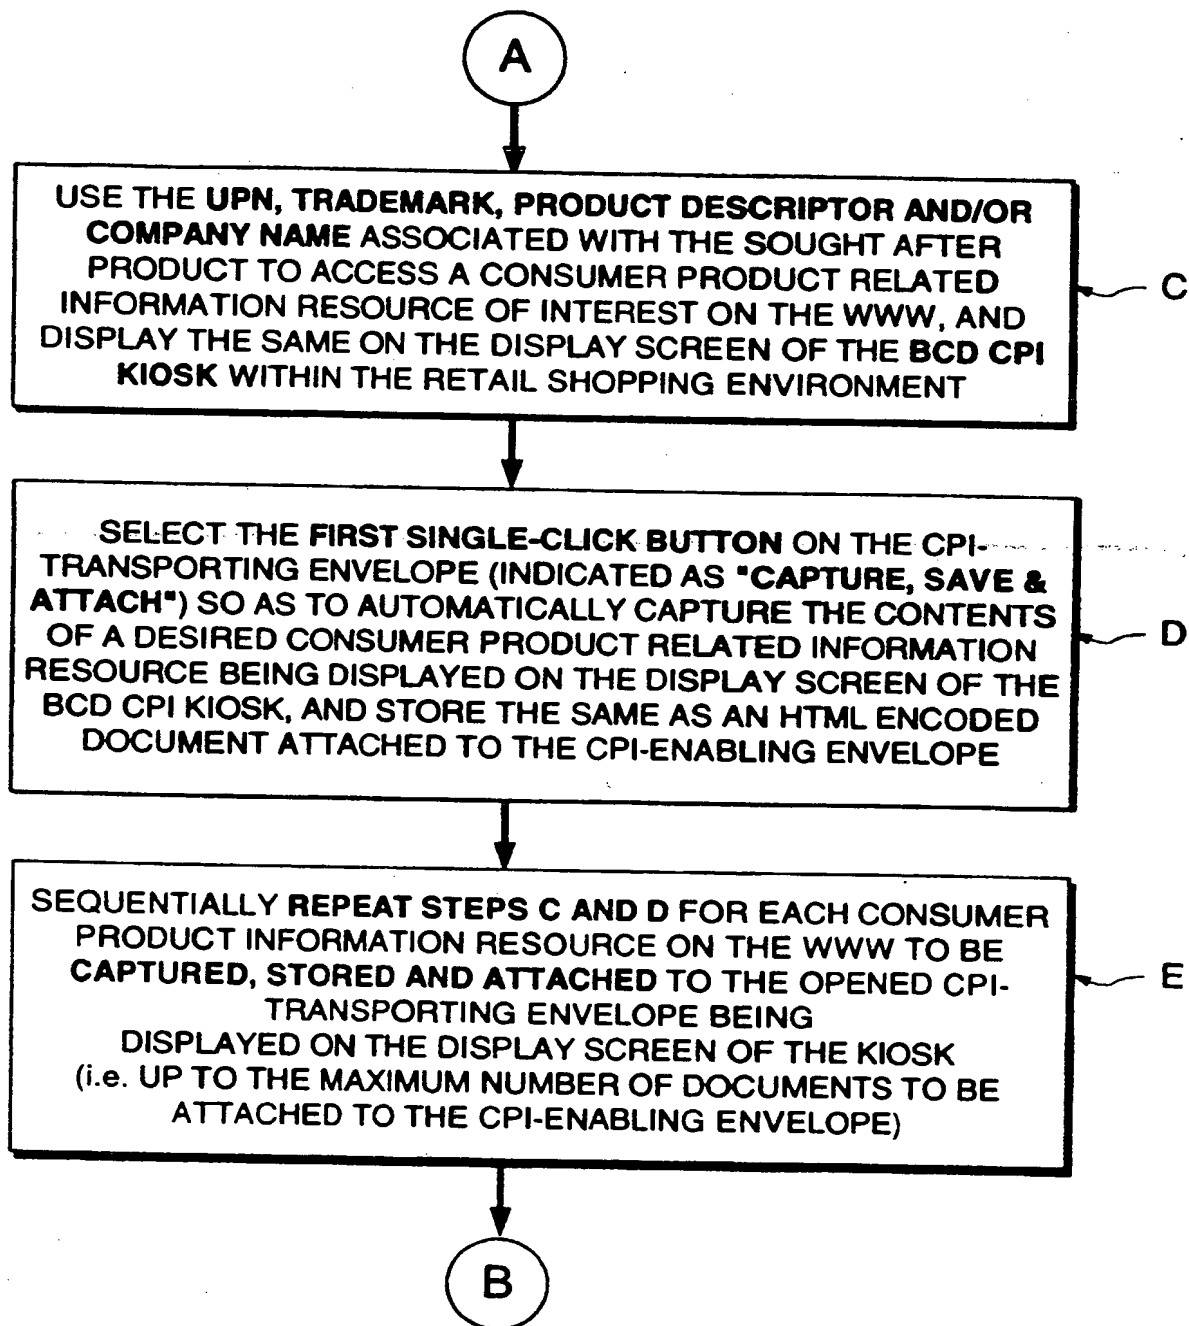 A
USE THE UPN, TRADEMARK, PRODUCT DESCRIPTOR AND/OR
COMPANY NAME ASSOCIATED WITH THE SOUGHT AFTER
PRODUCT TO ACCESS A CONSUMER PRODUCT RELATED
INFORMATION RESOURCE OF INTEREST ON THE WWW, AND
DISPLAY THE SAME ON THE DISPLAY SCREEN OF THE BCD CPI
KIOSK WITHIN THE RETAIL SHOPPING ENVIRONMENT
C
SELECT THE FIRST SINGLE-CLICK BUTTON ON THE CPI-
TRANSPORTING ENVELOPE (INDICATED AS "CAPTURE, SAVE &
ATTACH") SO AS TO AUTOMATICALLY CAPTURE THE CONTENTS
OF A DESIRED CONSUMER PRODUCT RELATED INFORMATION
RESOURCE BEING DISPLAYED ON THE DISPLAY SCREEN OF THE
BCD CPI KIOSK, AND STORE THE SAME AS AN HTML ENCODED
DOCUMENT ATTACHED TO THE CPI-ENABLING ENVELOPE
D
SEQUENTIALLY REPEAT STEPS C AND D FOR EACH CONSUMER
PRODUCT INFORMATION RESOURCE ON THE WWW TO BE
CAPTURED, STORED AND ATTACHED TO THE OPENED CPI-
TRANSPORTING ENVELOPE BEING
DISPLAYED ON THE DISPLAY SCREEN OF THE KIOSK
(i.e. UP TO THE MAXIMUM NUMBER OF DOCUMENTS TO BE
ATTACHED TO THE CPI-ENABLING ENVELOPE)
E
B